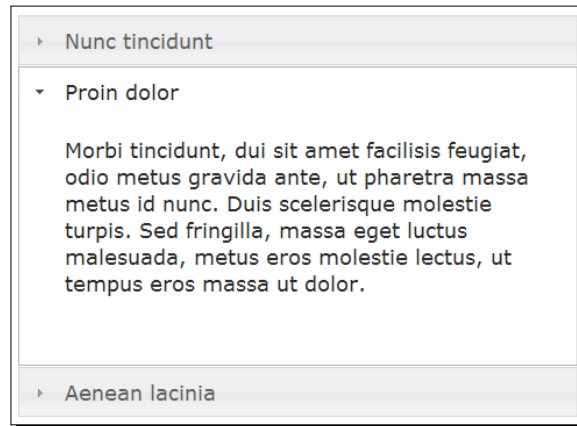 Nunc tincidunt
Proin dolor
Morbi tincidunt, dui sit amet facilisis feugiat,
odio metus gravida ante, ut pharetra massa
metus id nunc. Duis scelerisque molestie
turpis. Sed fringilla, massa eget luctus
malesuada, metus eros molestie lectus, ut
tempus eros massa ut dolor.
Aenean lacinia